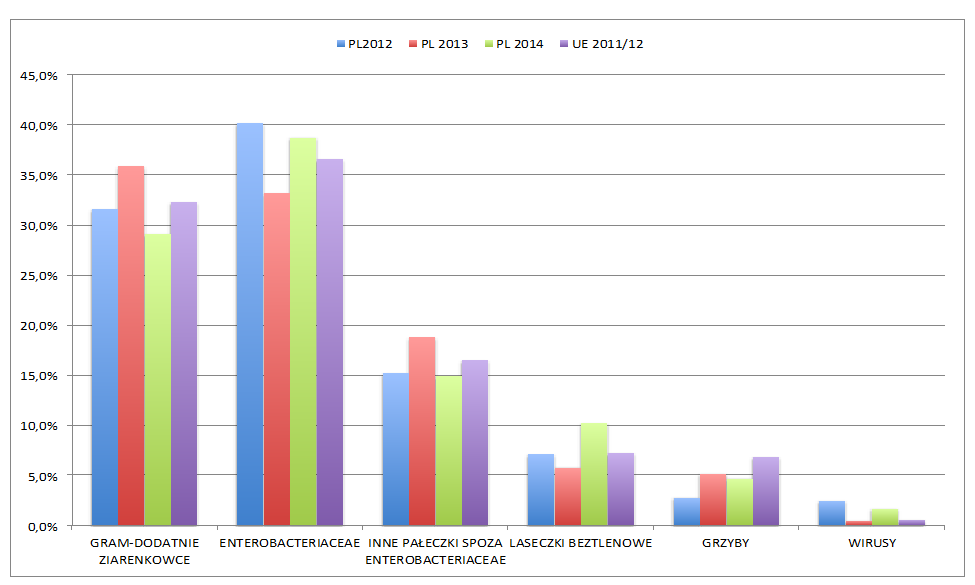 PL2012 PL 2013 PL 2014 UE 2011/12
45,0%
40,0%
35,0%
30,0%
25,0%
20,0%
15,0%
10,0%
5,0%
0,0%
GRAM-DODATNIE ZIARENKOWCE
ENTEROBACTERIACEAE
INNE PAŁECZKI SPOZA ENTEROBACTERIACEAE
LASECZKI BEZTLENOWE
GRZYBY
WIRUSY